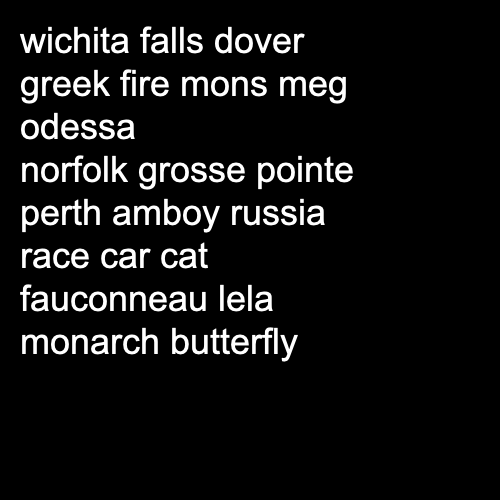 wichita falls dover
greek fire mons meg
odessa
norfolk grosse pointe
perth amboy russia
race car cat
fauconneau lela
monarch butterfly